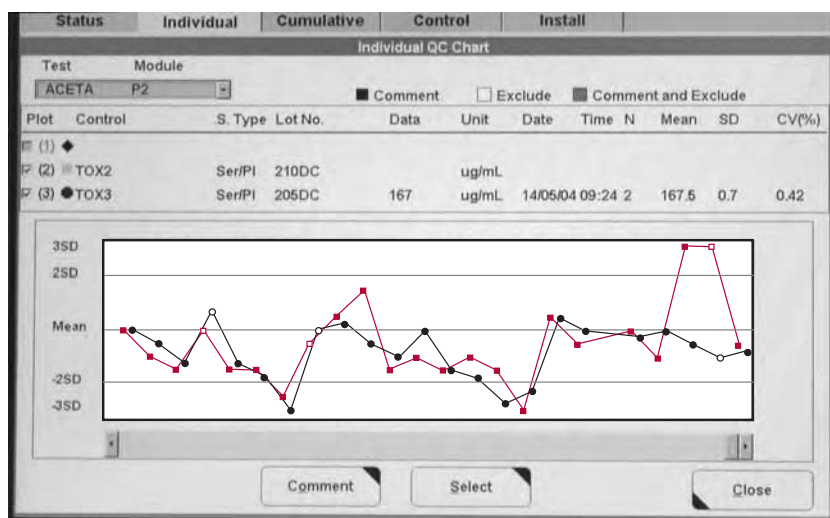 Status Individual Cumulative Control Install
Individual QC Chart
Test Module
ACETA P2
Comment Exclude Comment and Exclude
Plot Control S. Type Lot No. Data Unit Date Time N Mean SD CV(%)
(1)
(2) TOX2 Ser/Pl 210DC ug/mL
(3) TOX3 Ser/Pl 205DC 167 ug/mL 14/05/04 09:24 2 167.5 0.7 0.42
3SD
2SD
Mean
-2SD
-3SD
Comment Select Close